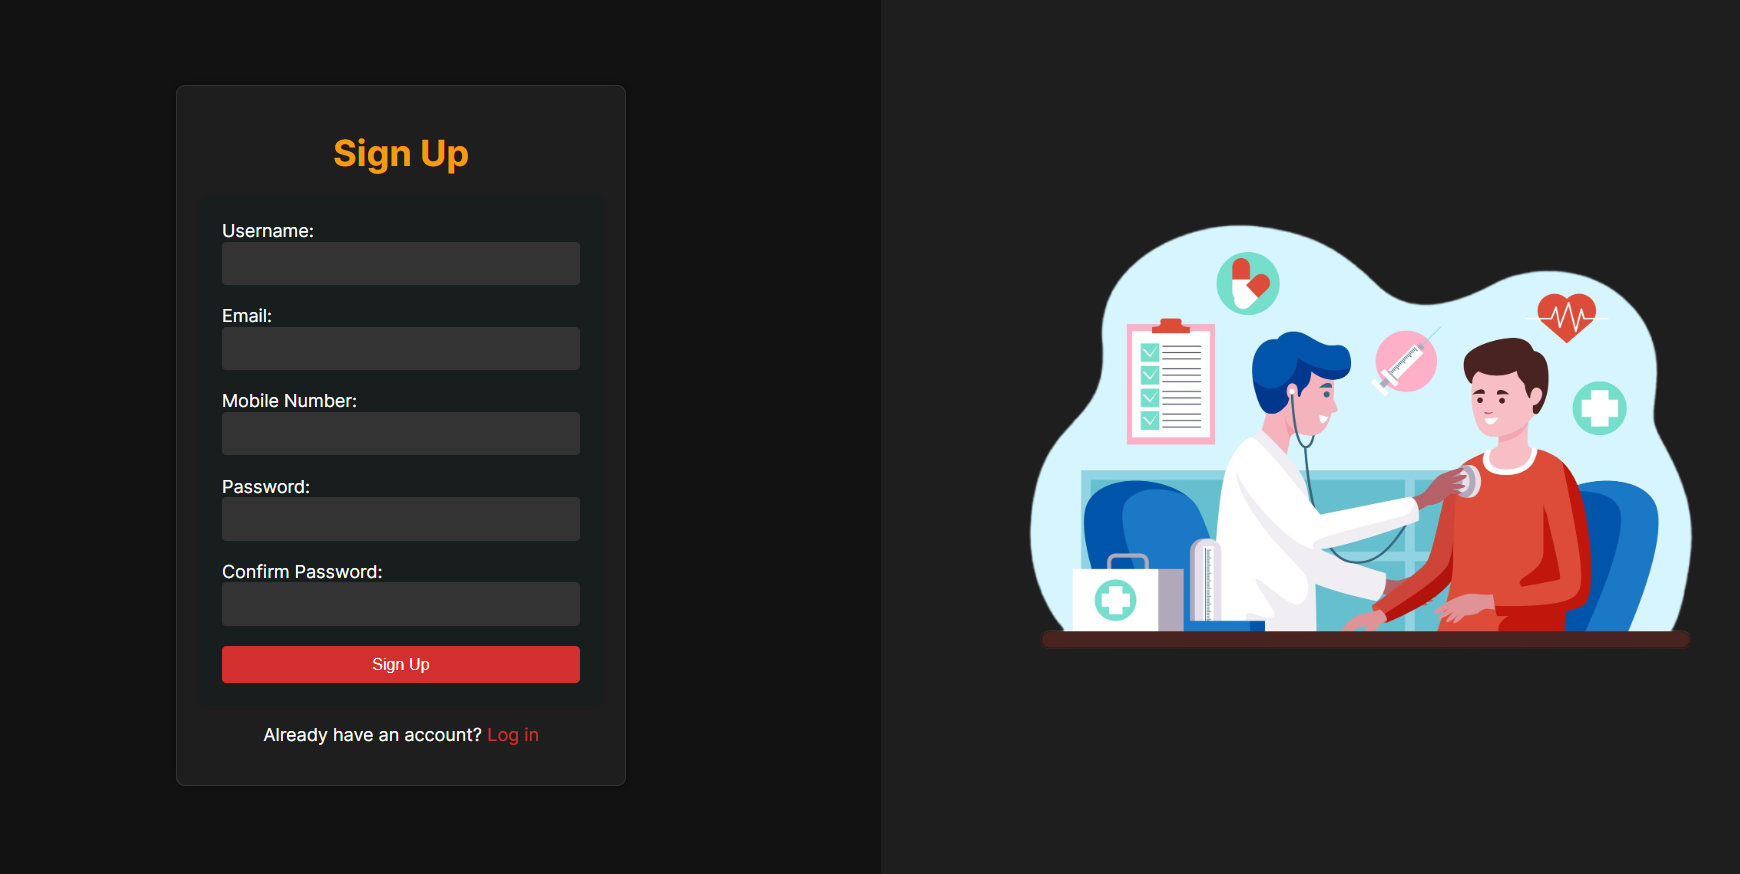 Sign Up
Username:
Email:
Mobile Number:
Password:
Confirm Password:
Sign Up
Already have an account? Log in